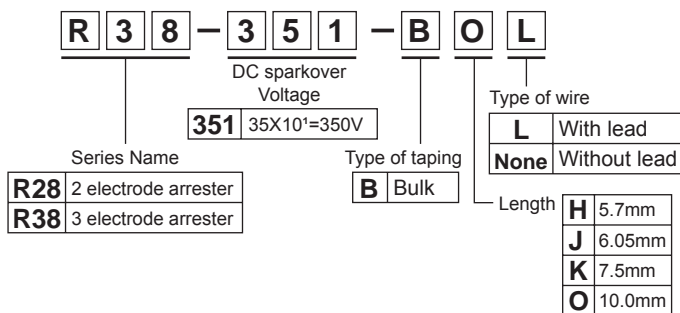 R 3 8 – 3 5 1 – B O L
DC sparkover
Voltage
351 35X10¹=350V
Type of wire
L With lead
None Without lead
Series Name
R28 2 electrode arrester
R38 3 electrode arrester
Type of taping
B Bulk
Length
H 5.7mm
J 6.05mm
K 7.5mm
O 10.0mm